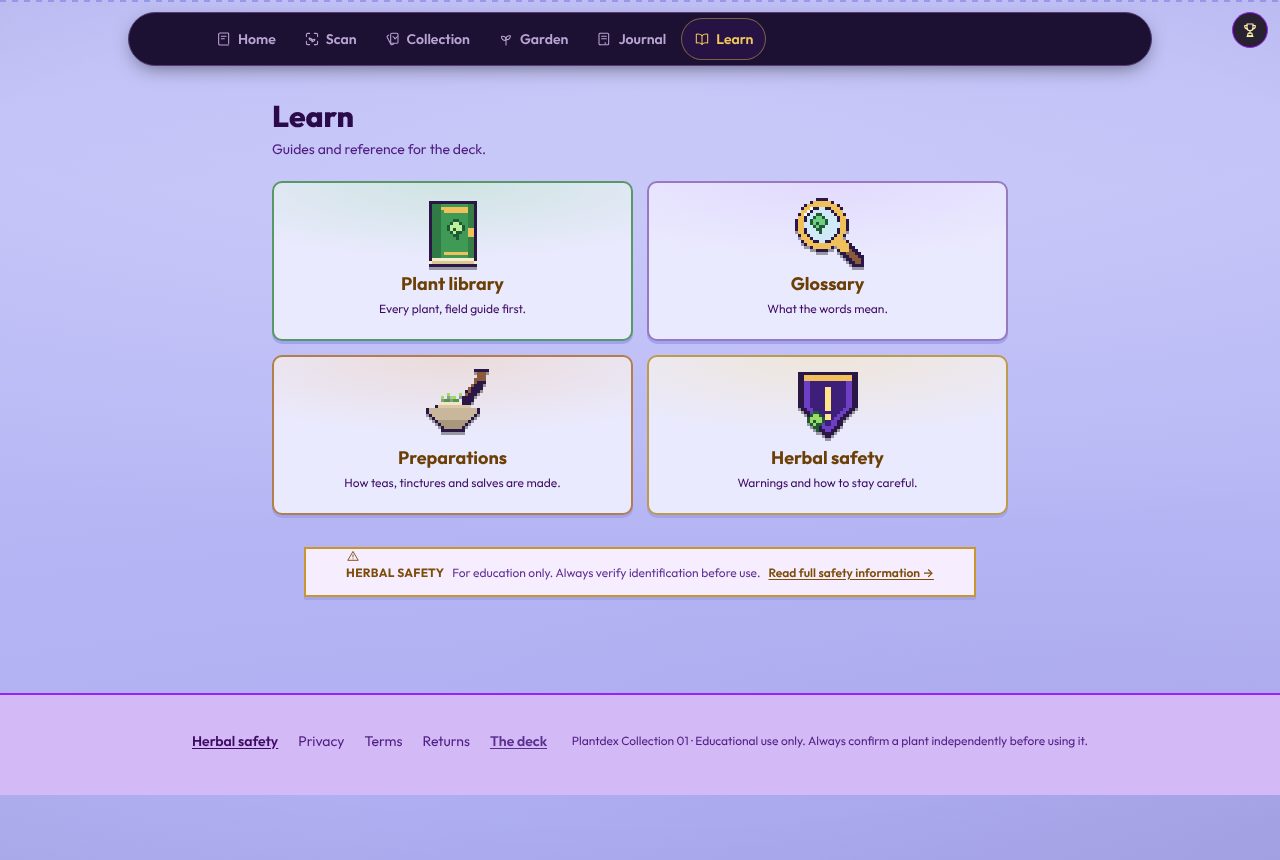 Home Scan Collection Garden Journal Learn
Learn
Guides and reference for the deck.
Plant library
Every plant, field guide first.
Glossary
What the words mean.
Preparations
How teas, tinctures and salves are made.
Herbal safety
Warnings and how to stay careful.
HERBAL SAFETY For education only. Always verify identification before use. Read full safety information →
Herbal safety Privacy Terms Returns The deck Plantdex Collection 01 · Educational use only. Always confirm a plant independently before using it.